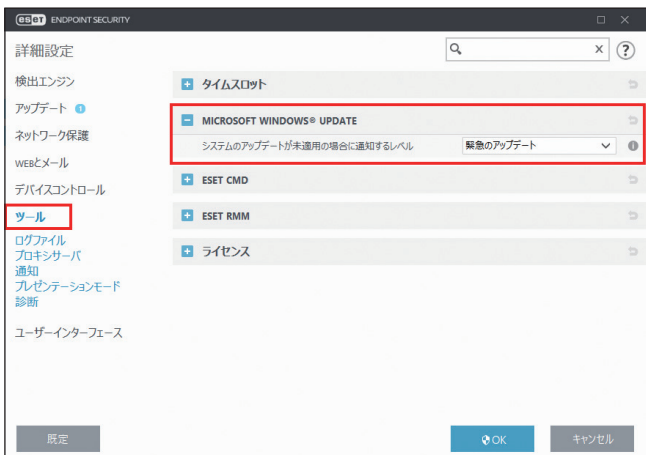 eset ENDPOINT SECURITY
詳細設定
検出エンジン
アップデート 1
ネットワーク保護
WEBとメール
デバイスコントロール
ツール
ログファイル
プロキシサーバ
通知
プレゼンテーションモード
診断
ユーザーインターフェース
タイムスロット
MICROSOFT WINDOWS® UPDATE
システムのアップデートが未適用の場合に通知するレベル 緊急のアップデート
ESET CMD
ESET RMM
ライセンス
既定 OK キャンセル